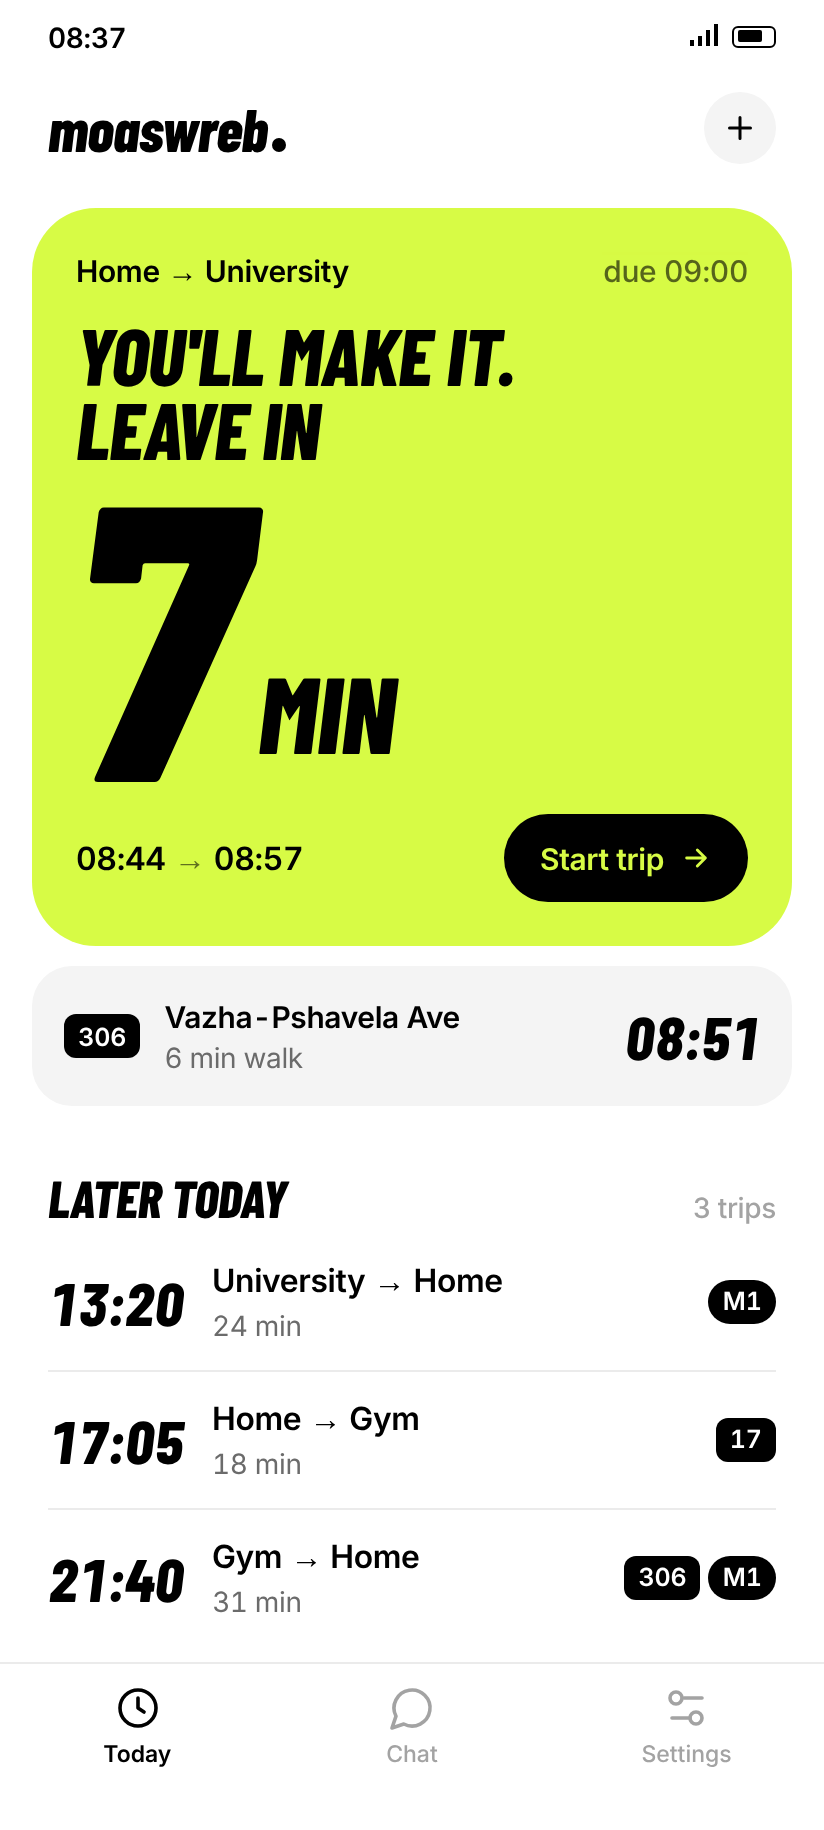 08:37
moaswreb.
Home → University
due 09:00
YOU'LL MAKE IT.
LEAVE IN
7 MIN
08:44 → 08:57
Start trip →
306
Vazha-Pshavela Ave
6 min walk
08:51
LATER TODAY
3 trips
13:20
University → Home
24 min
M1
17:05
Home → Gym
18 min
17
21:40
Gym → Home
31 min
306 M1
Today
Chat
Settings